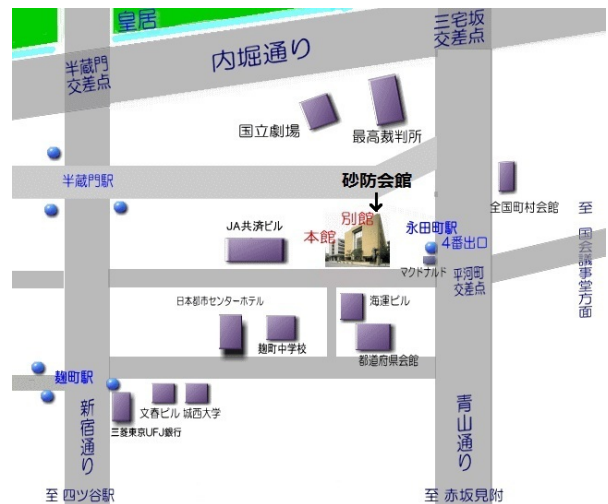 皇居
三宅坂
交差点
半蔵門
交差点
内堀通り
国立劇場
最高裁判所
半蔵門駅
砂防会館
別館
本館
JA共済ビル
永田町駅
4番出口
マクドナルド
全国町村会館
至 国会議事堂方面
平河町
交差点
日本都市センターホテル
海運ビル
麹町中学校
都道府県会館
麹町駅
文春ビル
城西大学
三菱東京UFJ銀行
新宿通り
青山通り
至 四ツ谷駅
至 赤坂見附